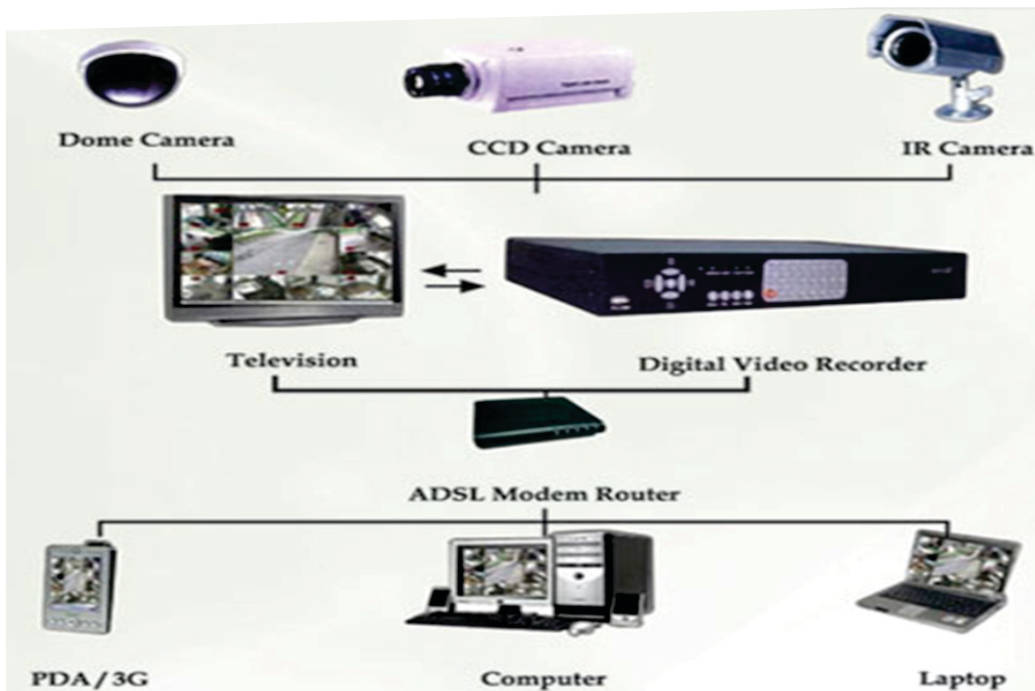 Dome Camera
CCD Camera
IR Camera
Television
Digital Video Recorder
ADSL Modem Router
PDA / 3G
Computer
Laptop